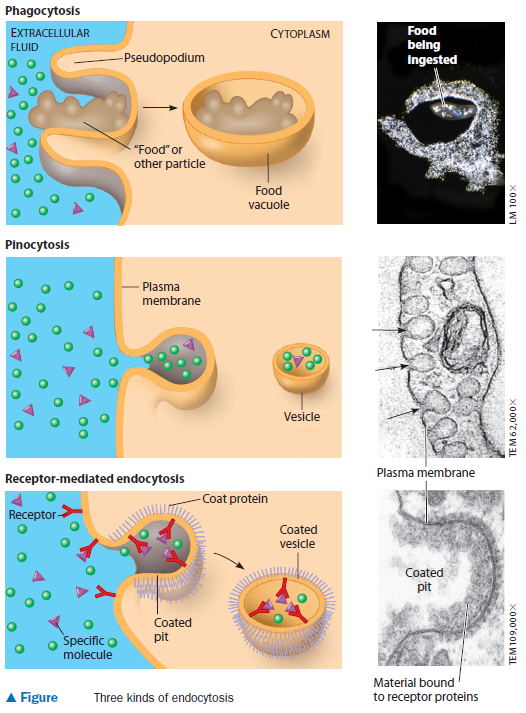 Phagocytosis
EXTRACELLULAR
FLUID
CYTOPLASM
Pseudopodium
"Food" or
other particle
Food
vacuole
Food
being
ingested
LM 100×
Pinocytosis
Plasma
membrane
Vesicle
TEM 62,000×
Plasma membrane
Receptor-mediated endocytosis
Coat protein
Receptor
Coated
vesicle
Coated
pit
Specific
molecule
Coated
pit
TEM 109,000×
Material bound
to receptor proteins
▲ Figure Three kinds of endocytosis